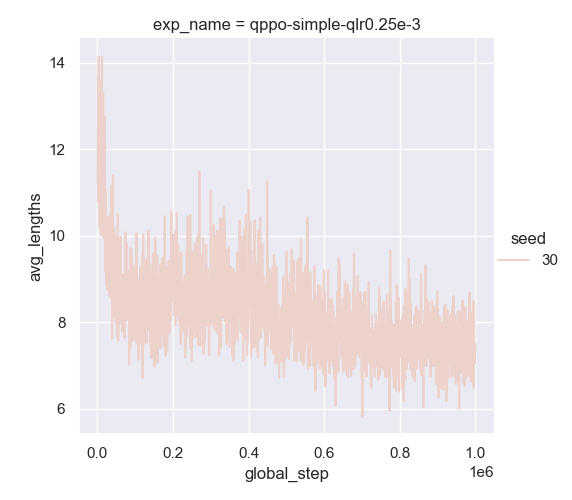 exp_name = qppo-simple-qlr0.25e-3
14
12
10
8
6
avg_lengths
0.0 0.2 0.4 0.6 0.8 1.0
1e6
global_step
seed
30